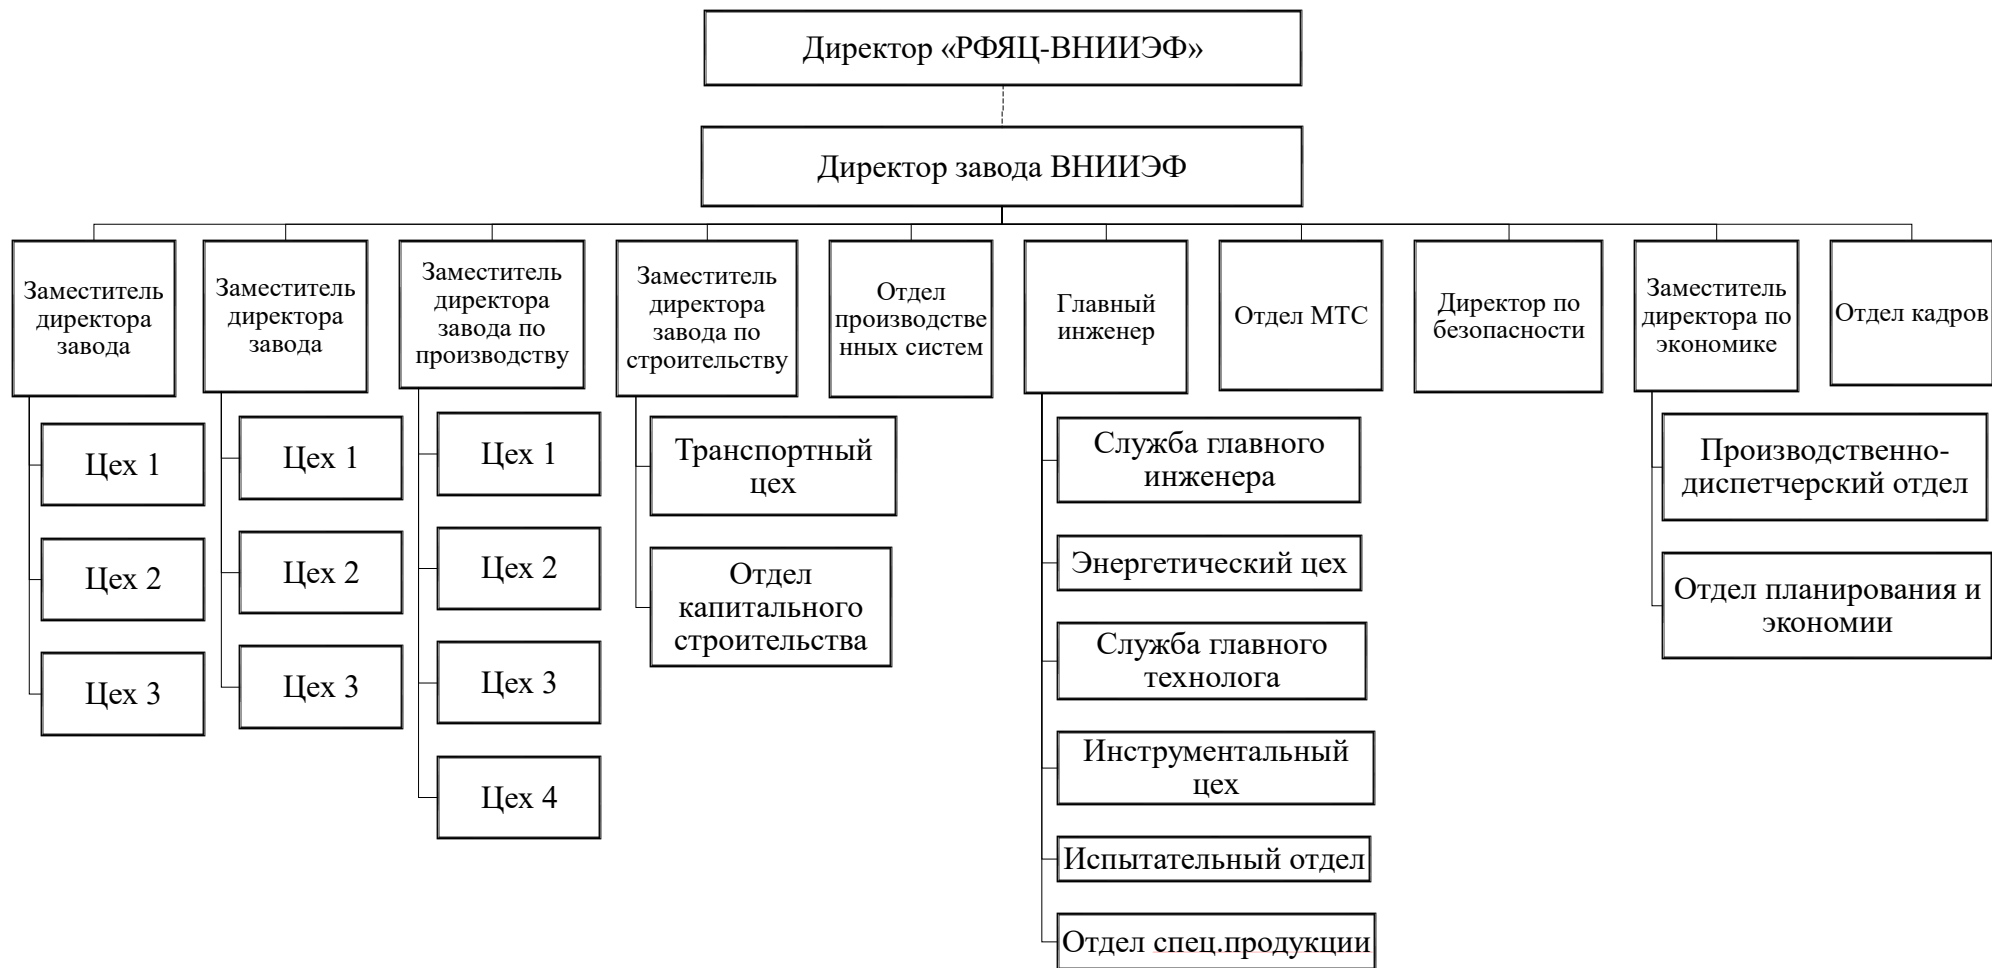 Директор «РФЯЦ-ВНИИЭФ»
Директор завода ВНИИЭФ
Заместитель
директора
завода
Заместитель
директора
завода
Заместитель
директора
завода по
производству
Заместитель
директора
завода по
строительству
Отдел
производстве
нных систем
Главный
инженер
Отдел МТС
Директор по
безопасности
Заместитель
директора по
экономике
Отдел кадров
Цех 1
Цех 2
Цех 3
Цех 1
Цех 2
Цех 3
Цех 1
Цех 2
Цех 3
Цех 4
Транспортный
цех
Отдел
капитального
строительства
Служба главного
инженера
Энергетический цех
Служба главного
технолога
Инструментальный
цех
Испытательный отдел
Отдел спец.продукции
Производственно-
диспетчерский отдел
Отдел планирования и
экономии